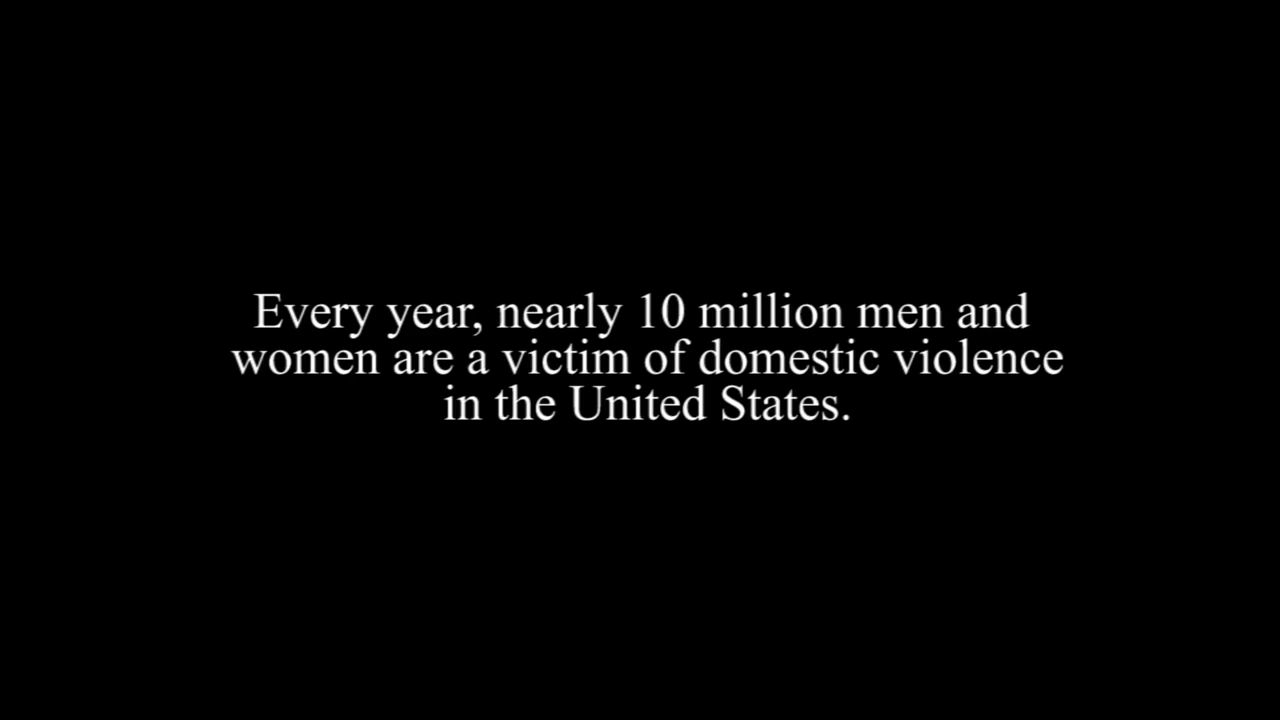 Every year, nearly 10 million men and
women are a victim of domestic violence
in the United States.